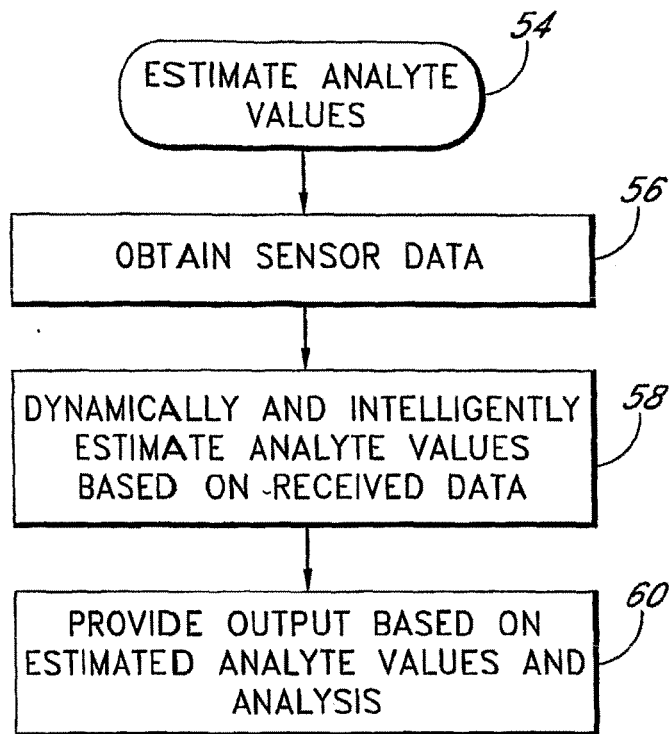 54
ESTIMATE ANALYTE
VALUES
56
OBTAIN SENSOR DATA
58
DYNAMICALLY AND INTELLIGENTLY
ESTIMATE ANALYTE VALUES
BASED ON RECEIVED DATA
60
PROVIDE OUTPUT BASED ON
ESTIMATED ANALYTE VALUES AND
ANALYSIS